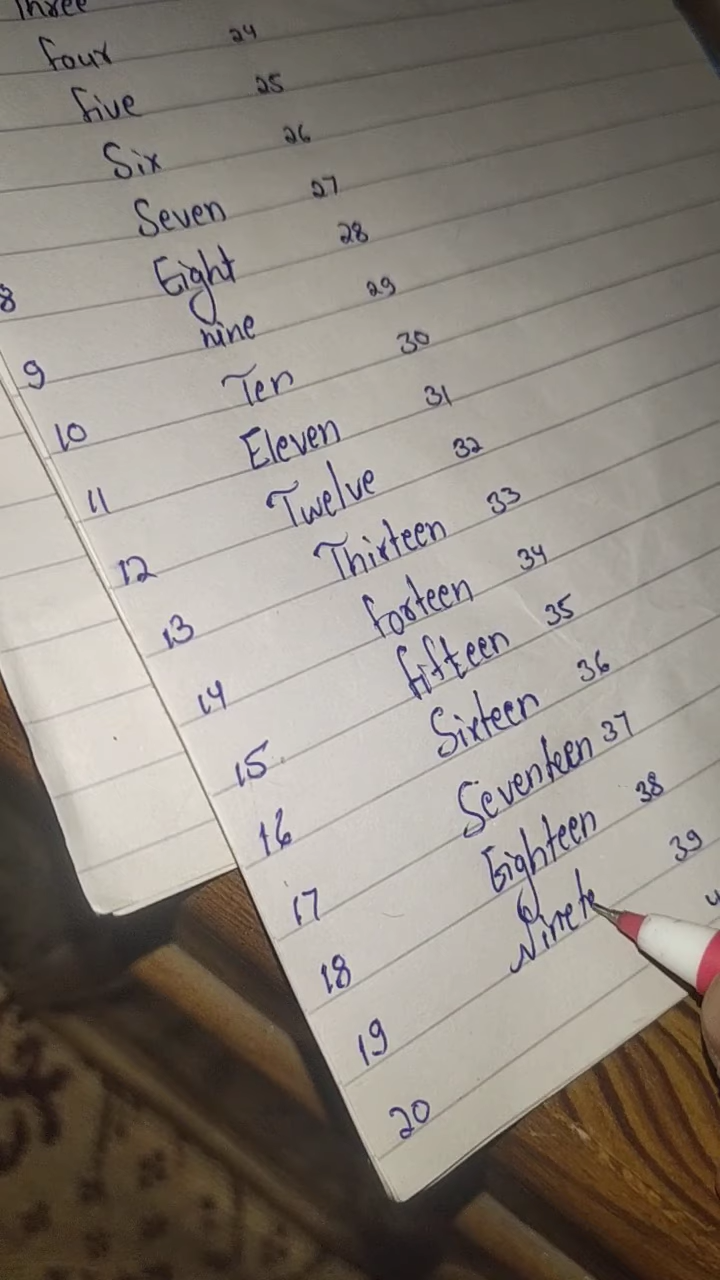 Three
four 24
five 25
Six 26
Seven 27
8 Eight 28
9 nine 29
10 Ten 30
11 Eleven 31
12 Twelve 32
13 Thirteen 33
14 forteen 34
15 fifteen 35
16 Sixteen 36
17 Seventeen 37
18 Eighteen 38
19 Ninete 39
20